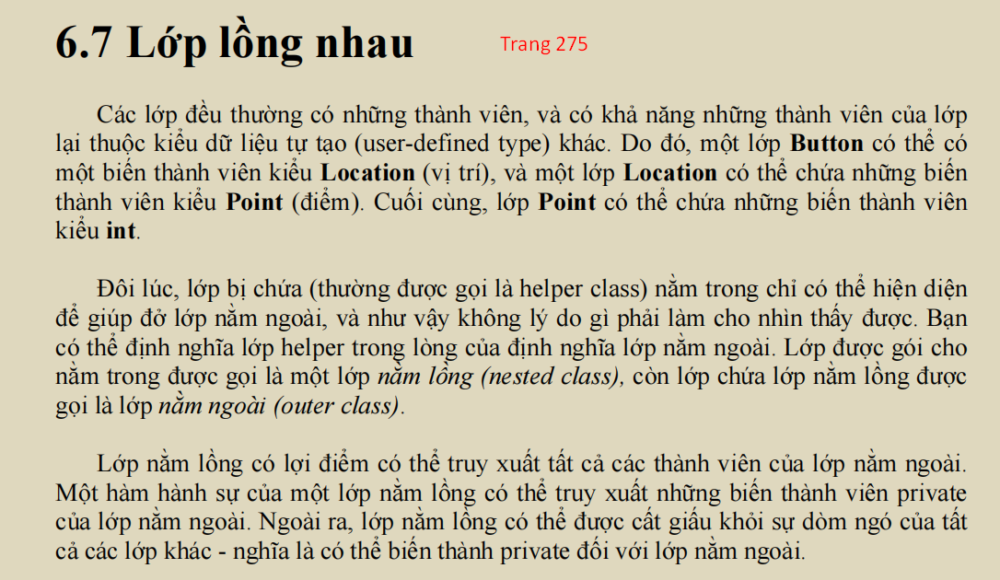 6.7 Lớp lồng nhau
Trang 275
Các lớp đều thường có những thành viên, và có khả năng những thành viên của lớp
lại thuộc kiểu dữ liệu tự tạo (user-defined type) khác. Do đó, một lớp Button có thể có
một biến thành viên kiểu Location (vị trí), và một lớp Location có thể chứa những biến
thành viên kiểu Point (điểm). Cuối cùng, lớp Point có thể chứa những biến thành viên
kiểu int.
Đôi lúc, lớp bị chứa (thường được gọi là helper class) nằm trong chỉ có thể hiện diện
để giúp đở lớp nằm ngoài, và như vậy không lý do gì phải làm cho nhìn thấy được. Bạn
có thể định nghĩa lớp helper trong lòng của định nghĩa lớp nằm ngoài. Lớp được gói cho
nằm trong được gọi là một lớp nằm lồng (nested class), còn lớp chứa lớp nằm lồng được
gọi là lớp nằm ngoài (outer class).
Lớp nằm lồng có lợi điểm có thể truy xuất tất cả các thành viên của lớp nằm ngoài.
Một hàm hành sự của một lớp nằm lồng có thể truy xuất những biến thành viên private
của lớp nằm ngoài. Ngoài ra, lớp nằm lồng có thể được cất giấu khỏi sự dòm ngó của tất
cả các lớp khác - nghĩa là có thể biến thành private đối với lớp nằm ngoài.